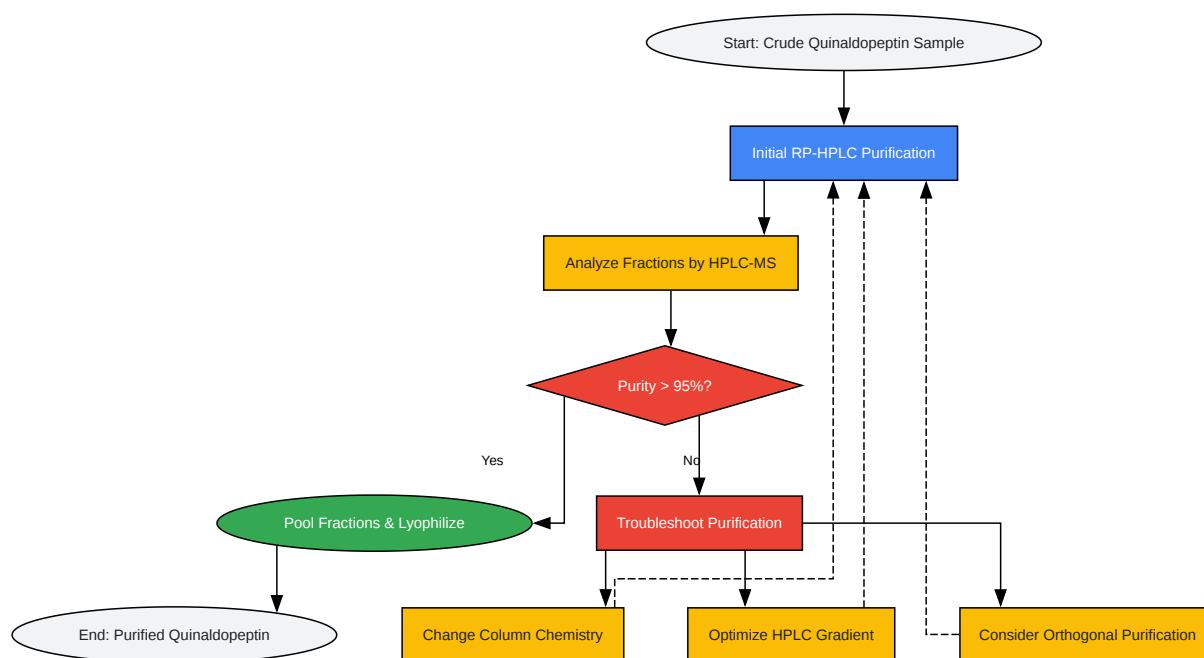 Start: Crude Quinaldopeptin Sample
Initial RP-HPLC Purification
Analyze Fractions by HPLC-MS
Purity > 95%?
Yes
No
Pool Fractions & Lyophilize
Troubleshoot Purification
End: Purified Quinaldopeptin
Change Column Chemistry
Optimize HPLC Gradient
Consider Orthogonal Purification